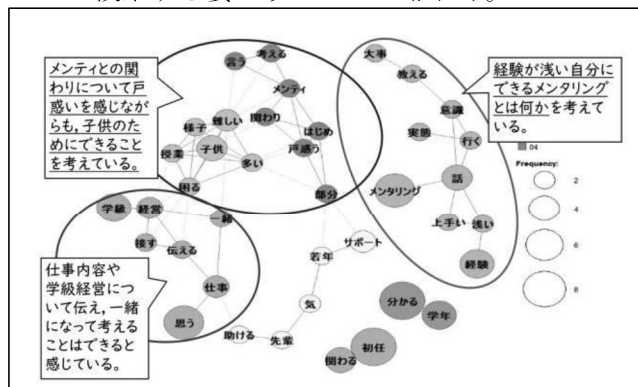 メンティとの関
わりについて戸
惑いを感じなが
らも,子供のた
めにできること
を考えている。
経験が浅い自分に
できるメンタリング
とは何かを考えて
いる。
仕事内容や
学級経営につ
いて伝え,一緒
になって考える
ことはできると
感じている。
言う
考える
メンティ
難しい
関わり
はじめ
様子
子供
戸惑う
授業
多い
困る
部分
大事
教える
意識
実態
行く
話
メンタリング
上手い
浅い
経験
学級
経営
一緒
接す
伝える
仕事
思う
若年
サポート
気
助ける
先輩
分かる
学年
初任
関わる
04
Frequency:
2
4
6
8